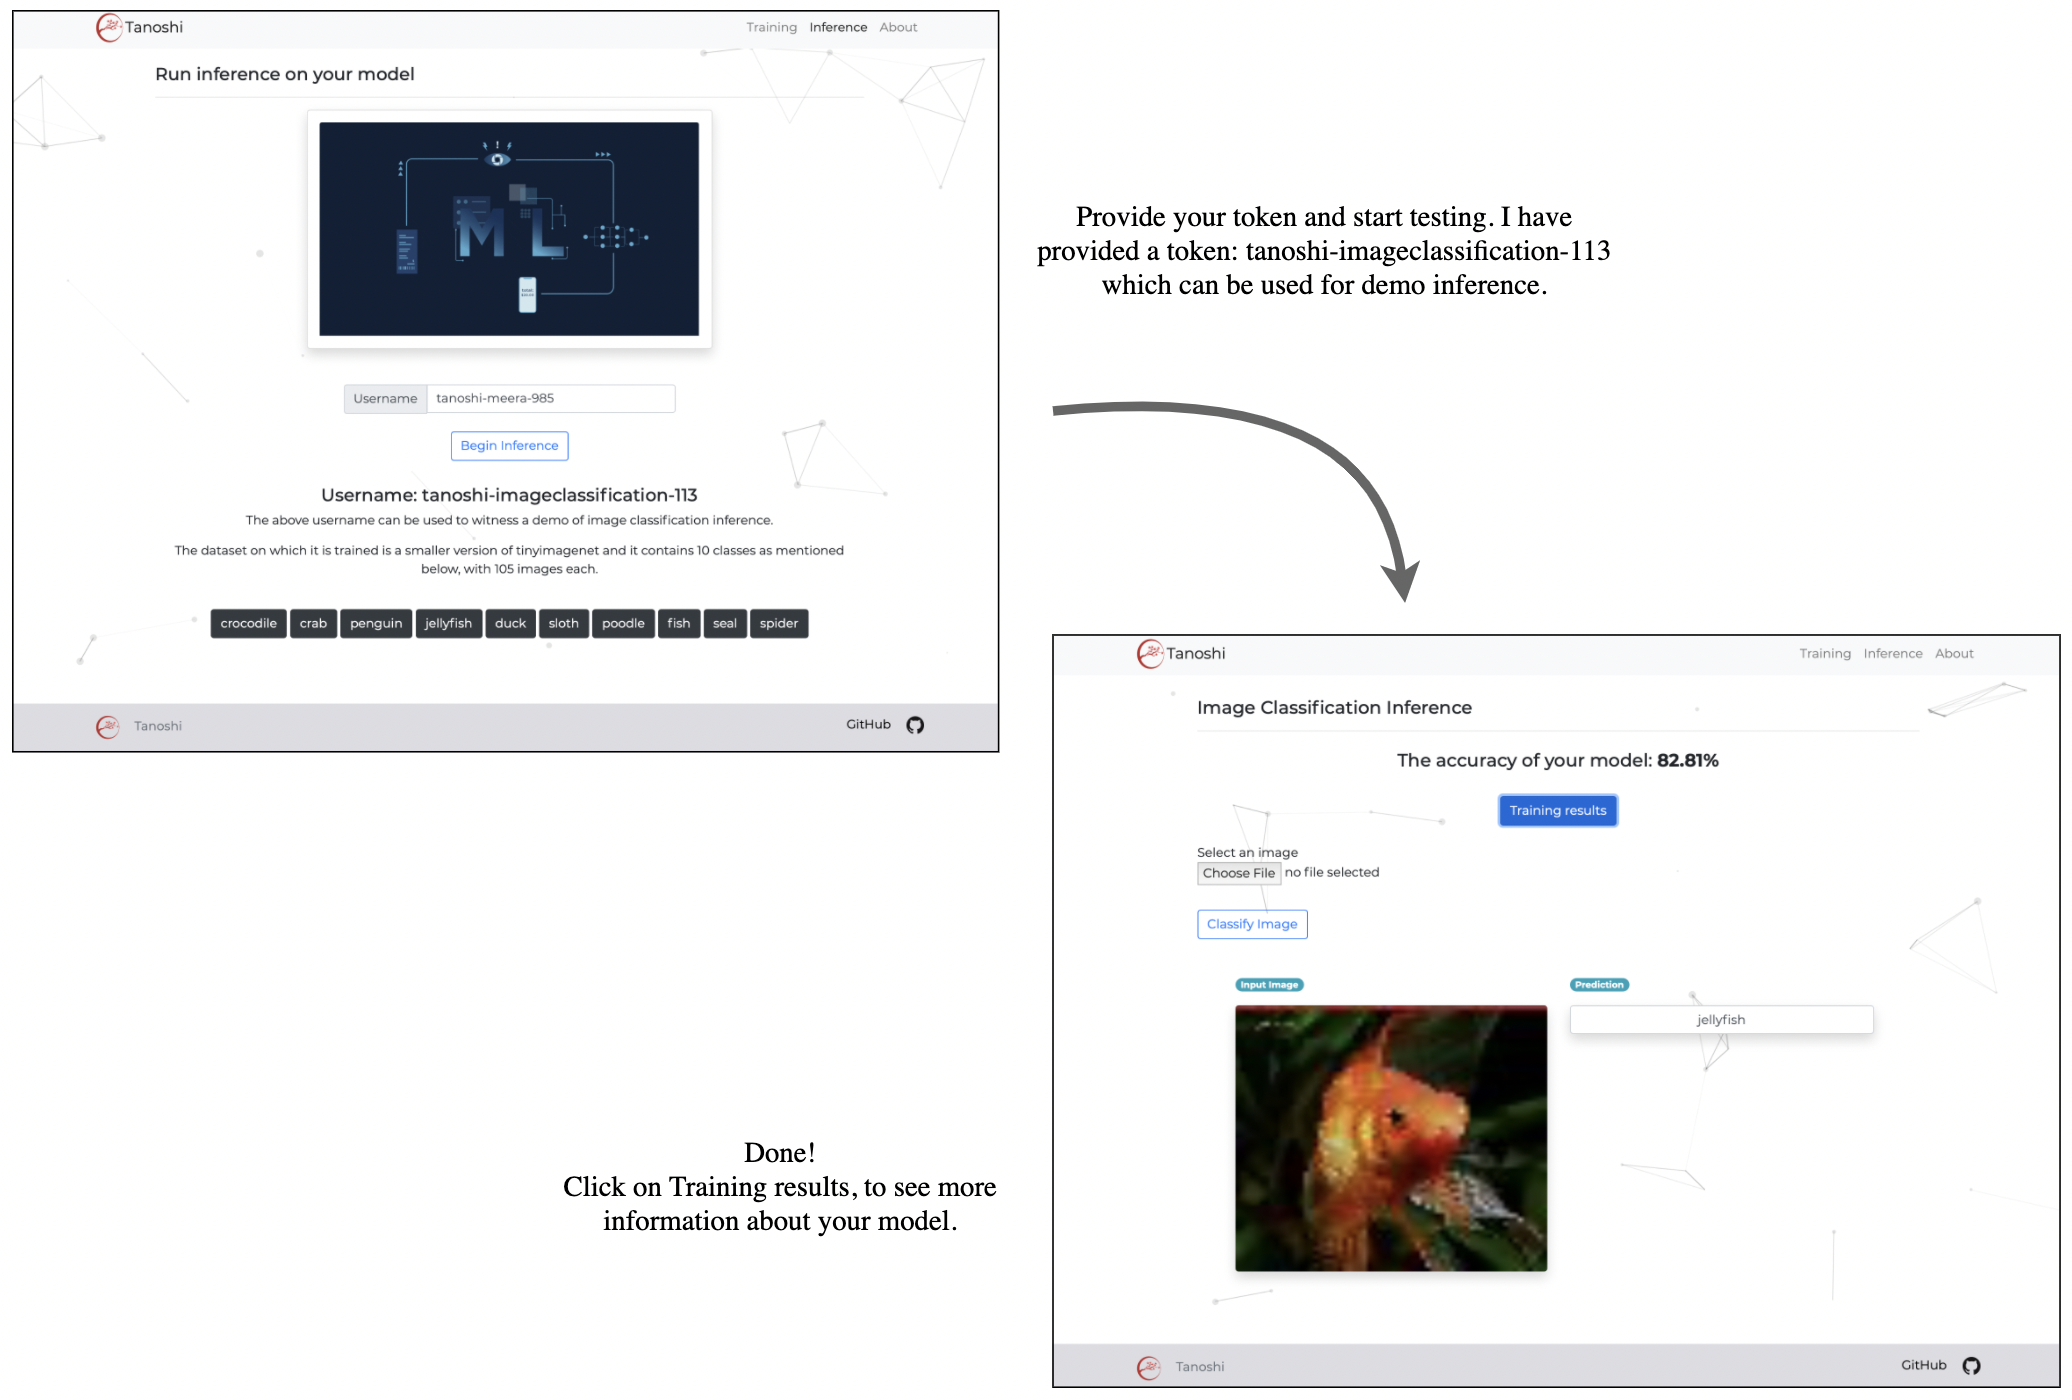 Tanoshi
Training Inference About
Run inference on your model
ML
Username tanoshi-meera-985
Begin Inference
Username: tanoshi-imageclassification-113
The above username can be used to witness a demo of image classification inference.
The dataset on which it is trained is a smaller version of tinyimagenet and it contains 10 classes as mentioned
below, with 105 images each.
crocodile crab penguin jellyfish duck sloth poodle fish seal spider
Tanoshi
GitHub
Provide your token and start testing. I have
provided a token: tanoshi-imageclassification-113
which can be used for demo inference.
Tanoshi
Training Inference About
Image Classification Inference
The accuracy of your model: 82.81%
Training results
Select an image
Choose File no file selected
Classify Image
Input Image
Prediction
jellyfish
Tanoshi
GitHub
Done!
Click on Training results, to see more
information about your model.